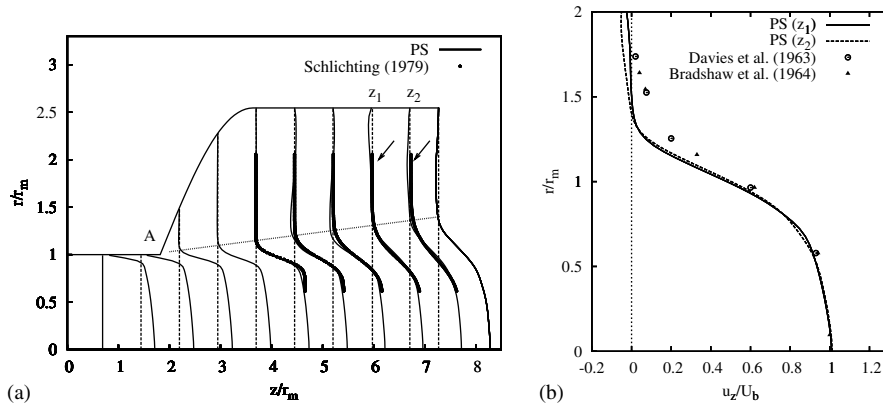 3
2.5
2
1.5
1
0.5
0
r/r_m
0 1 2 3 4 5 6 7 8
z/r_m
PS
Schlichting (1979)
z_1 z_2
A
(a)
2
1.5
1
0.5
0
r/r_m
-0.2 0 0.2 0.4 0.6 0.8 1 1.2
u_z/U_b
PS (z_1)
PS (z_2)
Davies et al. (1963)
Bradshaw et al. (1964)
(b)